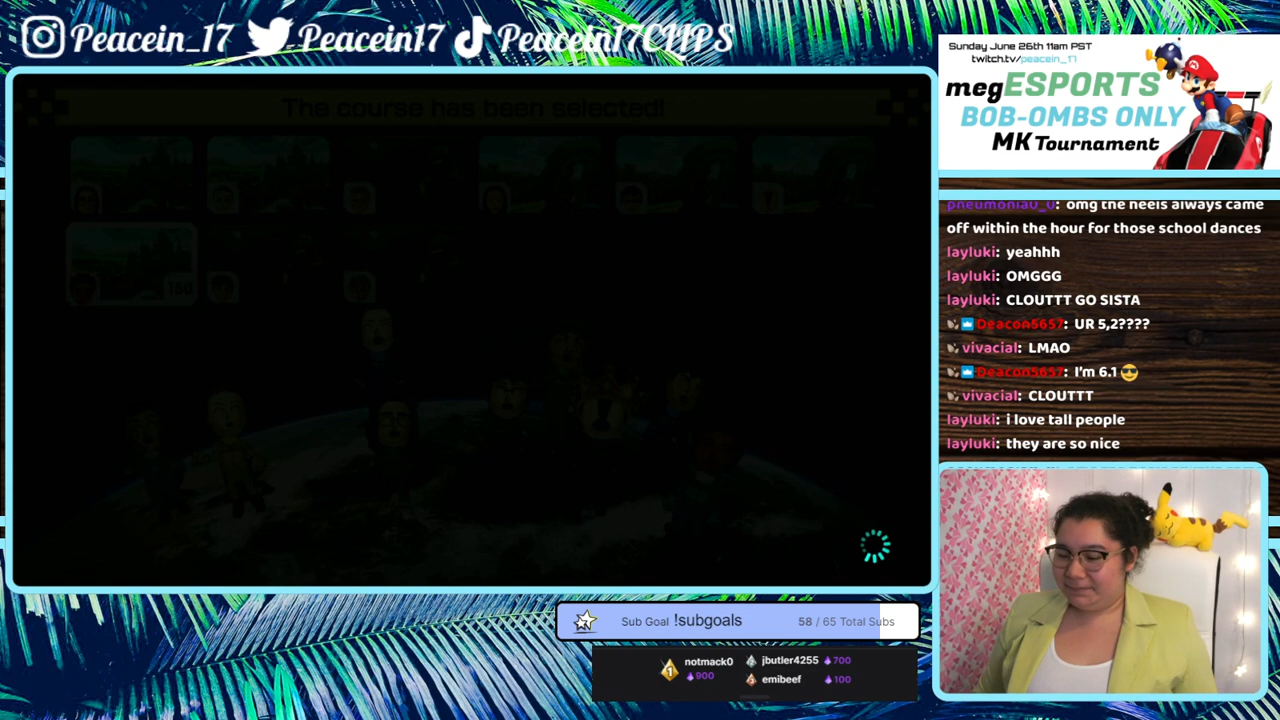 Peacein_17 Peacein17 Peacein17ClIPS
The course has been selected!
150
Sunday June 26th 11am PST
twitch.tv/peacein_17
megESPORTS
BOB-OMBS ONLY
MK Tournament
pneumonia0_0: omg the heels always came
off within the hour for those school dances
layluki: yeahhh
layluki: OMGGG
layluki: CLOUTTT GO SISTA
Deacon5657: UR 5,2????
vivacial: LMAO
Deacon5657: I'm 6.1 😎
vivacial: CLOUTTT
layluki: i love tall people
layluki: they are so nice
Sub Goal !subgoals 58 / 65 Total Subs
1 notmack0 900
2 jbutler4255 700
3 emibeef 100